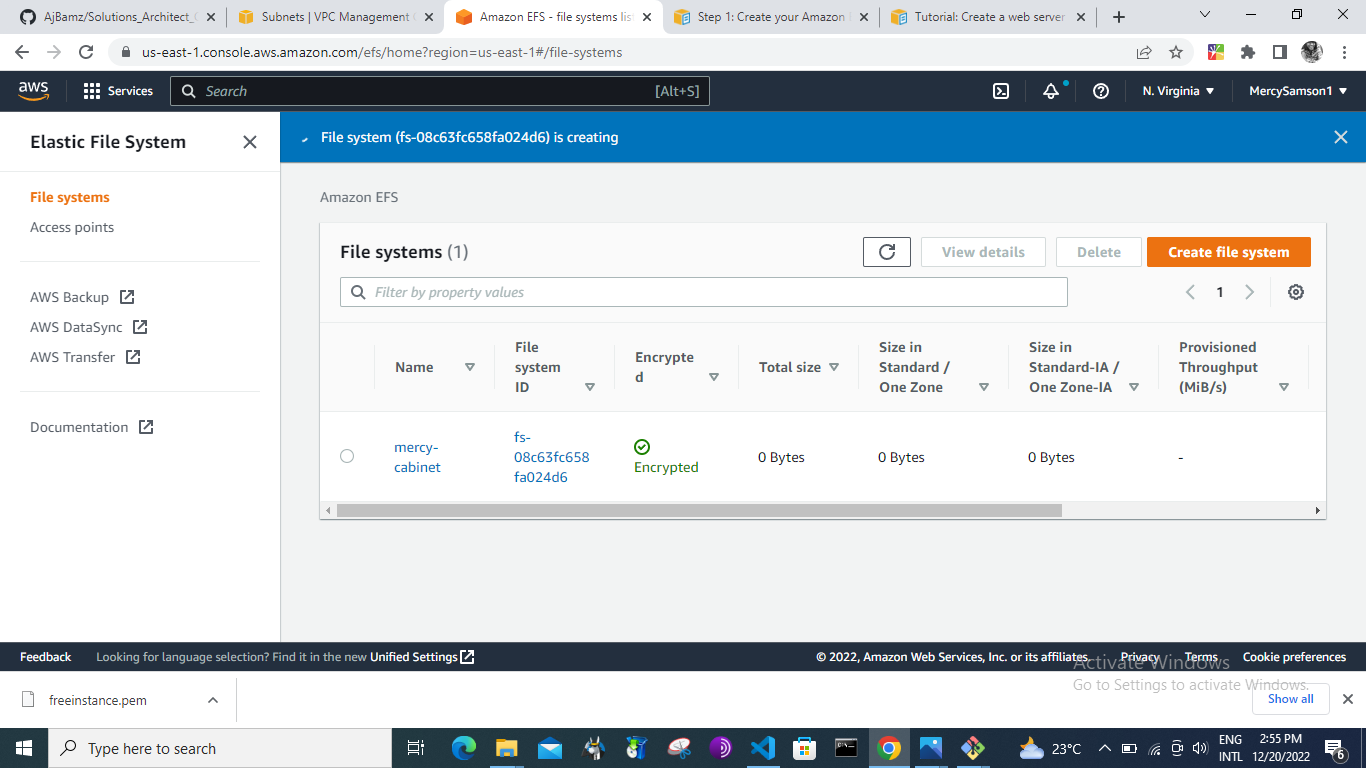 AjBamz/Solutions_Architect_
Subnets | VPC Management
Amazon EFS - file systems lis
Step 1: Create your Amazon
Tutorial: Create a web server
us-east-1.console.aws.amazon.com/efs/home?region=us-east-1#/file-systems
aws
Services
Search
[Alt+S]
N. Virginia
MercySamson1
Elastic File System
File system (fs-08c63fc658fa024d6) is creating
File systems
Access points
AWS Backup
AWS DataSync
AWS Transfer
Documentation
Amazon EFS
File systems (1)
View details
Delete
Create file system
Filter by property values
1
Name
File
system
ID
Encrypte
d
Total size
Size in
Standard /
One Zone
Size in
Standard-IA /
One Zone-IA
Provisioned
Throughput
(MiB/s)
mercy-
cabinet
fs-
08c63fc658
fa024d6
Encrypted
0 Bytes
0 Bytes
0 Bytes
-
Feedback
Looking for language selection? Find it in the new Unified Settings
© 2022, Amazon Web Services, Inc. or its affiliates.
Privacy
Terms
Cookie preferences
Activate Windows
Go to Settings to activate Windows.
freeinstance.pem
Show all
Type here to search
23°C
ENG
INTL
2:55 PM
12/20/2022
6